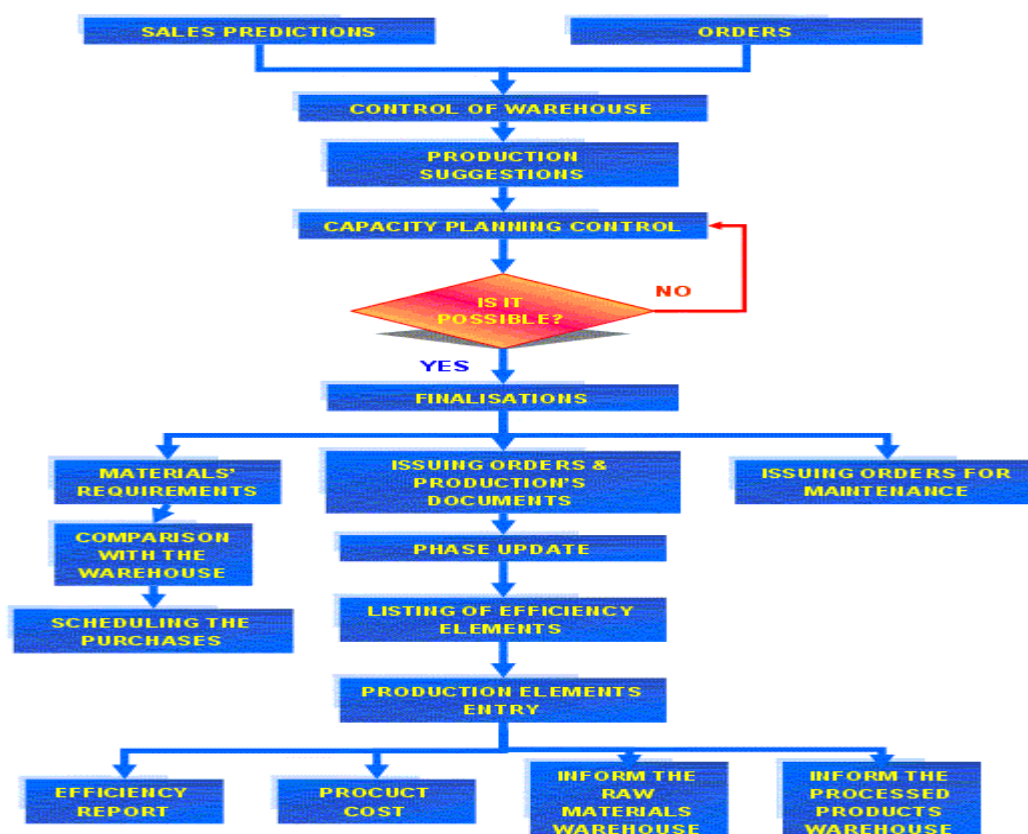 SALES PREDICTIONS
ORDERS
CONTROL OF WAREHOUSE
PRODUCTION
SUGGESTIONS
CAPACITY PLANNING CONTROL
IS IT
POSSIBLE?
NO
YES
FINALISATIONS
MATERIALS'
REQUIREMENTS
ISSUING ORDERS &
PRODUCTION'S
DOCUMENTS
ISSUING ORDERS FOR
MAINTENANCE
COMPARISON
WITH THE
WAREHOUSE
PHASE UPDATE
SCHEDULING THE
PURCHASES
LISTING OF EFFICIENCY
ELEMENTS
PRODUCTION ELEMENTS
ENTRY
EFFICIENCY
REPORT
PROCUCT
COST
INFORM THE
RAW
MATERIALS
WAREHOUSE
INFORM THE
PROCESSED
PRODUCTS
WAREHOUSE